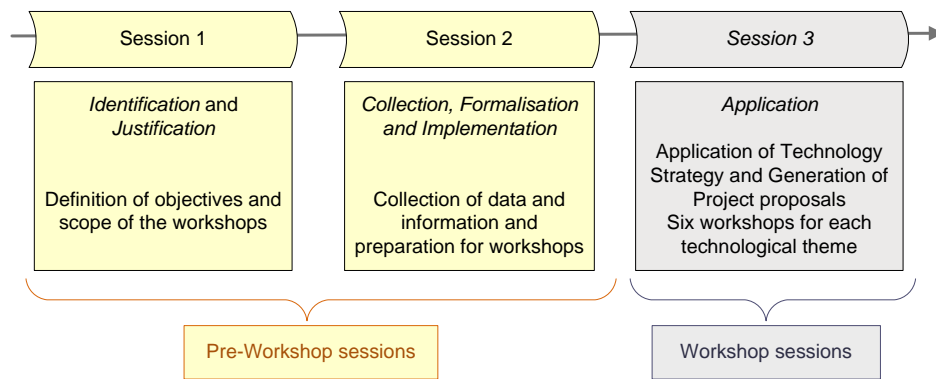 Session 1
Session 2
Session 3
Identification and
Justification
Definition of objectives and
scope of the workshops
Collection, Formalisation
and Implementation
Collection of data and
information and
preparation for workshops
Application
Application of Technology
Strategy and Generation of
Project proposals
Six workshops for each
technological theme
Pre-Workshop sessions
Workshop sessions